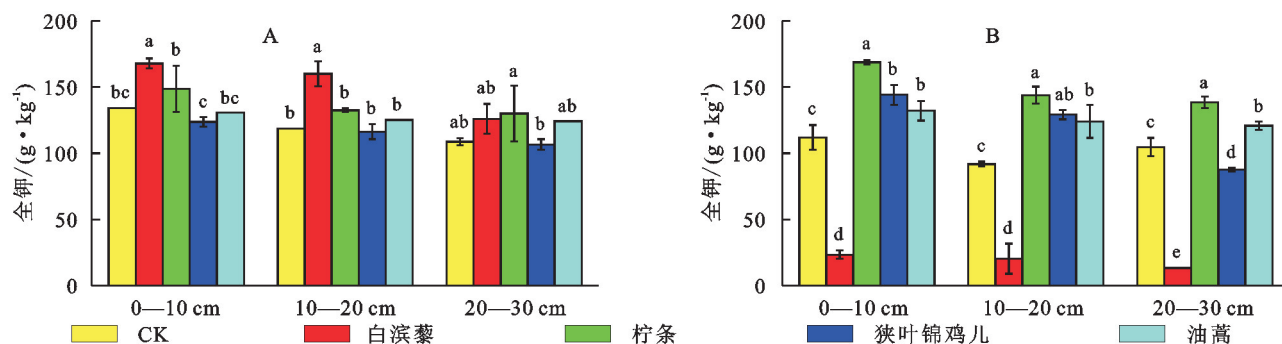 A
全钾/(g·kg⁻¹)
200
150
100
50
0
bc a b c bc
b a b b b
ab ab a b ab
0—10 cm 10—20 cm 20—30 cm
B
全钾/(g·kg⁻¹)
200
150
100
50
0
c d a b b
c d a ab b
c e a d b
0—10 cm 10—20 cm 20—30 cm
CK 白滨藜 柠条 狭叶锦鸡儿 油蒿